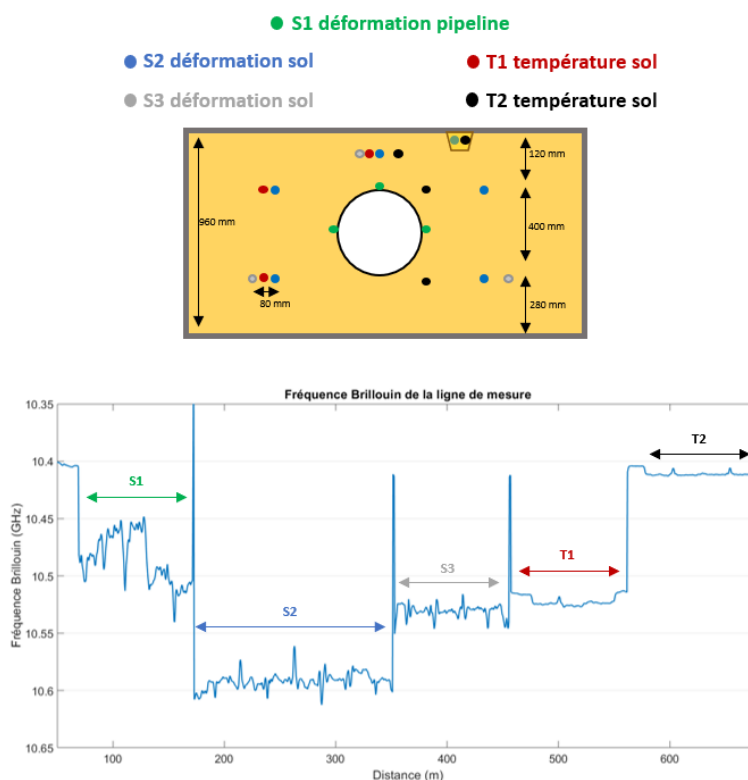 S1 déformation pipeline
S2 déformation sol
T1 température sol
S3 déformation sol
T2 température sol
120 mm
960 mm
400 mm
80 mm
280 mm
Fréquence Brillouin de la ligne de mesure
10.35
10.4
10.45
10.5
10.55
10.6
10.65
Fréquence Brillouin (GHz)
S1
S2
S3
T1
T2
100
200
300
400
500
600
Distance (m)